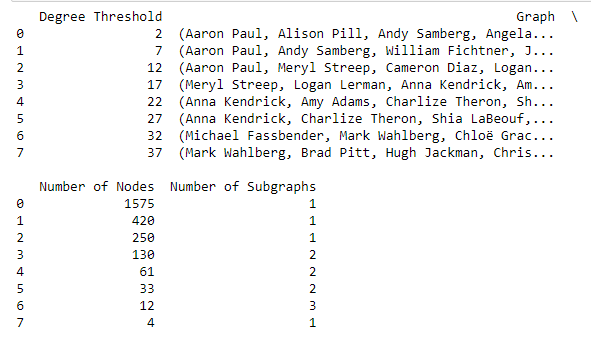 Degree Threshold Graph \
0 2 (Aaron Paul, Alison Pill, Andy Samberg, Angela...
1 7 (Aaron Paul, Andy Samberg, William Fichtner, J...
2 12 (Aaron Paul, Meryl Streep, Cameron Diaz, Logan...
3 17 (Meryl Streep, Logan Lerman, Anna Kendrick, Am...
4 22 (Anna Kendrick, Amy Adams, Charlize Theron, Sh...
5 27 (Anna Kendrick, Charlize Theron, Shia LaBeouf,...
6 32 (Michael Fassbender, Mark Wahlberg, Chloë Grac...
7 37 (Mark Wahlberg, Brad Pitt, Hugh Jackman, Chris...
Number of Nodes Number of Subgraphs
0 1575 1
1 420 1
2 250 1
3 130 2
4 61 2
5 33 2
6 12 3
7 4 1